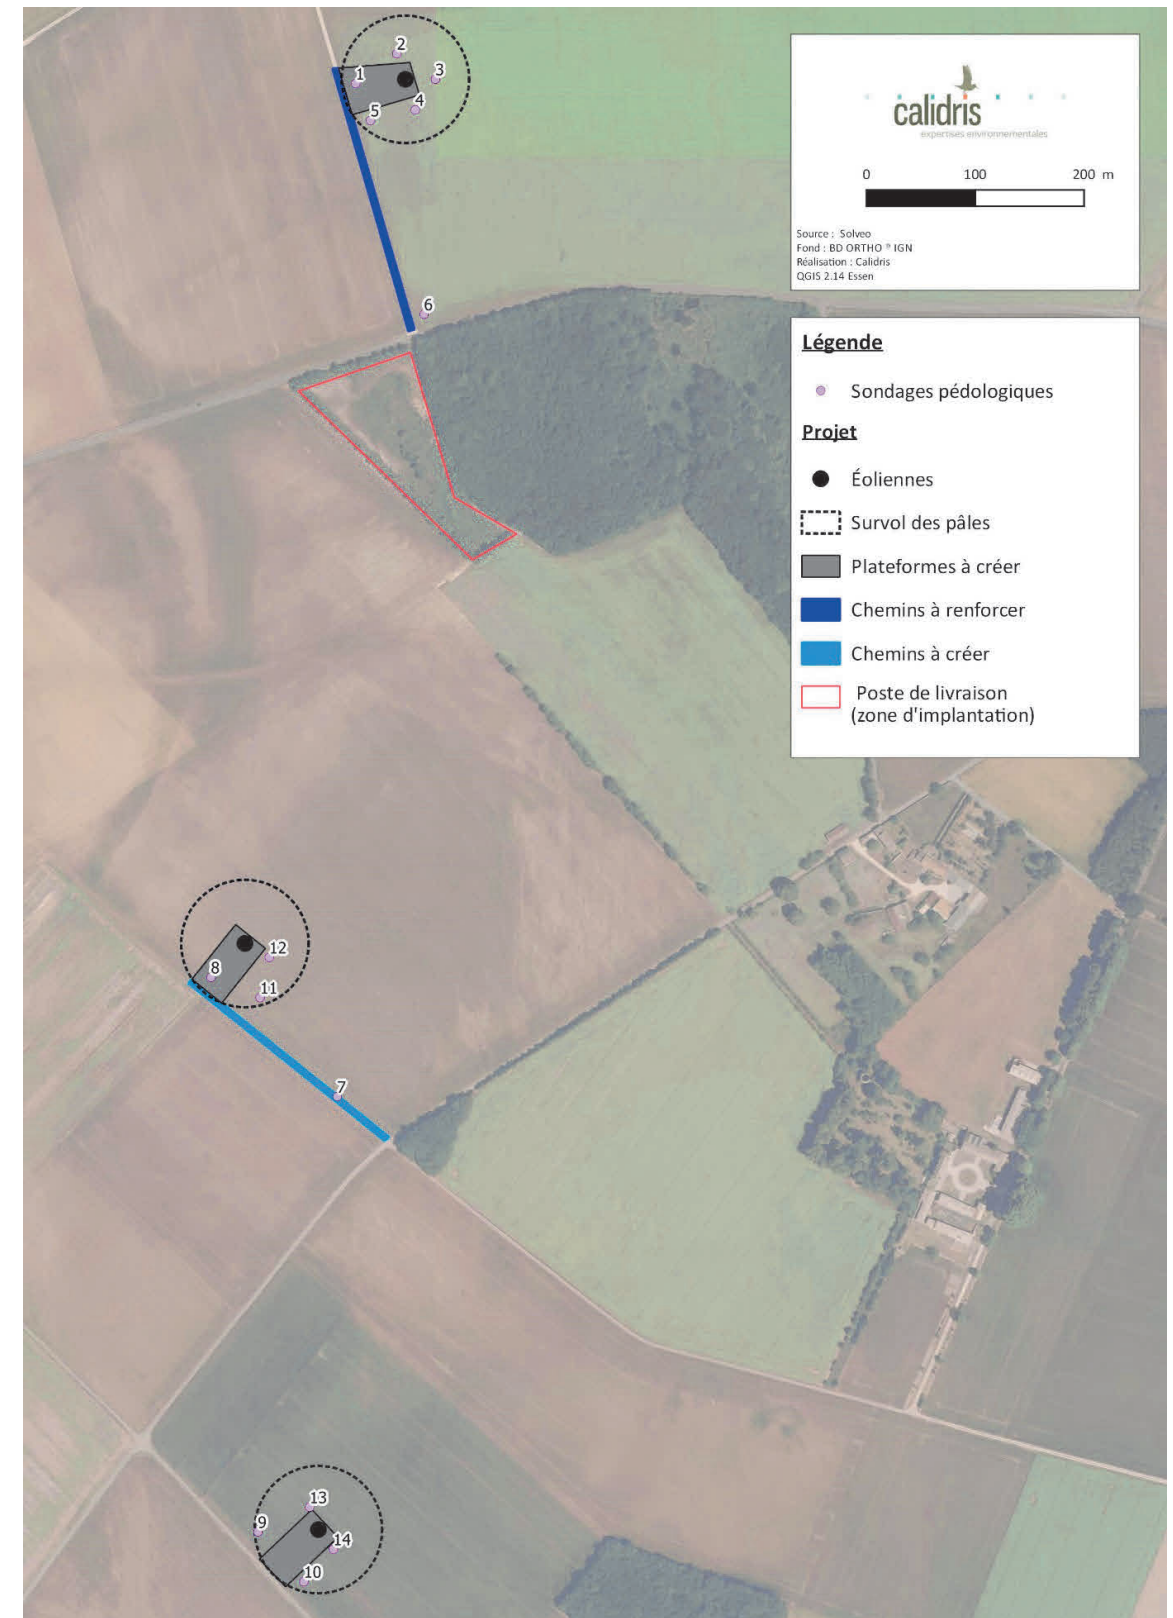 2
1
3
4
5
calidris
expertises environnementales
0 100 200 m
Source : Solveo
Fond : BD ORTHO ® IGN
Réalisation : Calidris
QGIS 2.14 Essen
6
Légende
Sondages pédologiques
Projet
Éoliennes
Survol des pâles
Plateformes à créer
Chemins à renforcer
Chemins à créer
Poste de livraison
(zone d'implantation)
12
8
11
7
13
9
14
10